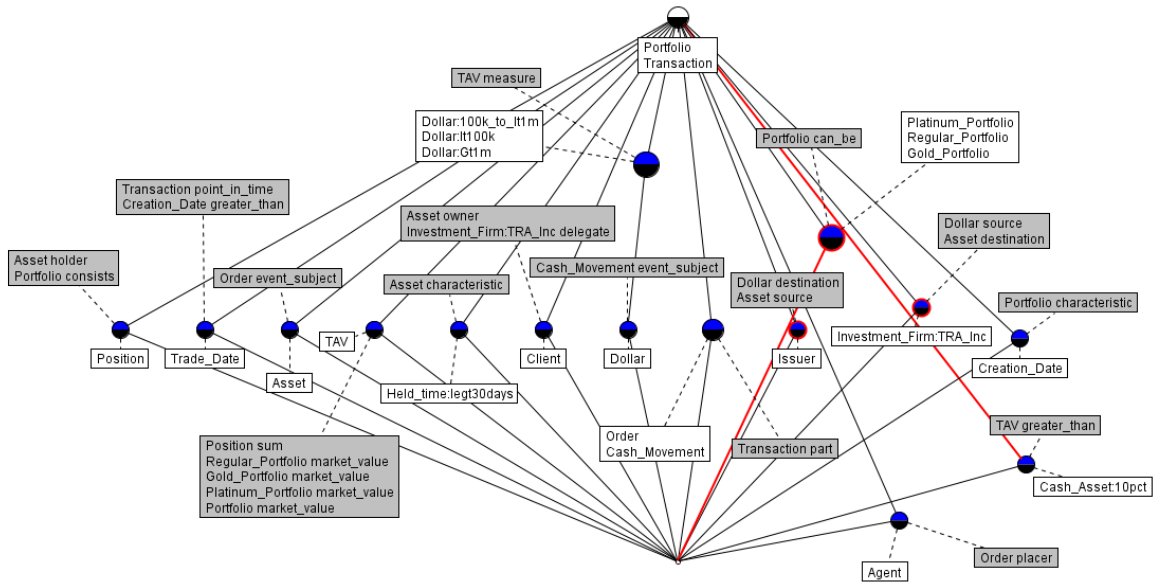 Portfolio
Transaction
TAV measure
Dollar:100k_to_lt1m
Dollar:lt100k
Dollar:Gt1m
Platinum_Portfolio
Regular_Portfolio
Gold_Portfolio
Portfolio can_be
Transaction point_in_time
Creation_Date greater_than
Asset owner
Investment_Firm:TRA_Inc delegate
Dollar source
Asset destination
Asset holder
Portfolio consists
Order event_subject
Asset characteristic
Cash_Movement event_subject
Dollar destination
Asset source
Portfolio characteristic
Position
Trade_Date
Asset
TAV
Held_time:legt30days
Client
Dollar
Issuer
Investment_Firm:TRA_Inc
Creation_Date
Position sum
Regular_Portfolio market_value
Gold_Portfolio market_value
Platinum_Portfolio market_value
Portfolio market_value
Order
Cash_Movement
Transaction part
TAV greater_than
Cash_Asset:10pct
Agent
Order placer